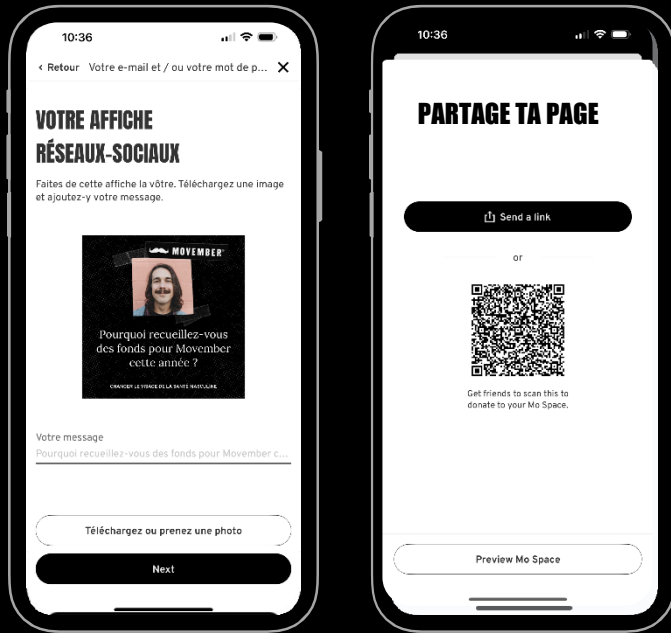 10:36
Retour Votre e-mail et / ou votre mot de p...
VOTRE AFFICHE
RÉSEAUX-SOCIAUX
Faites de cette affiche la vôtre. Téléchargez une image
et ajoutez-y votre message.
MOVEMBER
Pourquoi recueillez-vous
des fonds pour Movember
cette année ?
CHANGER LE VISAGE DE LA SANTÉ MASCULINE
Votre message
Pourquoi recueillez-vous des fonds pour Movember c...
Téléchargez ou prenez une photo
Next
10:36
PARTAGE TA PAGE
Send a link
or
Get friends to scan this to
donate to your Mo Space.
Preview Mo Space